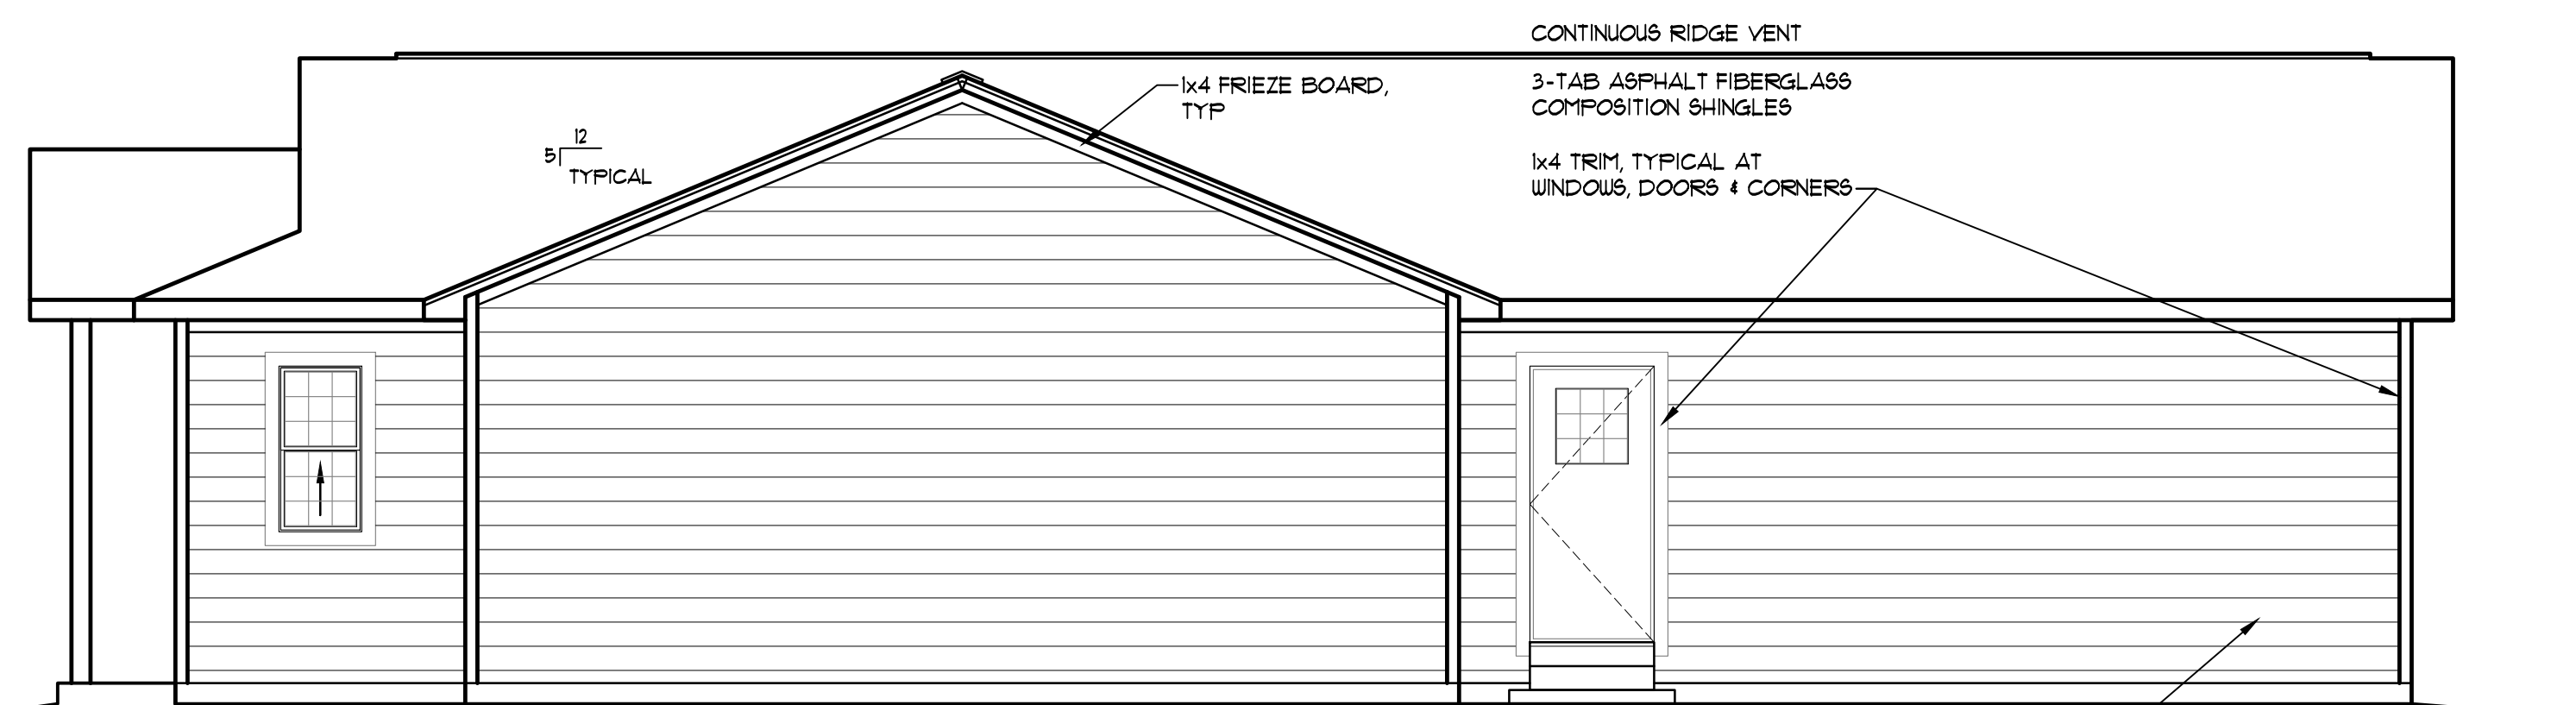 CONTINUOUS RIDGE VENT
1x4 FRIEZE BOARD,
TYP
3-TAB ASPHALT FIBERGLASS
COMPOSITION SHINGLES
12
5
TYPICAL
1x4 TRIM, TYPICAL AT
WINDOWS, DOORS & CORNERS